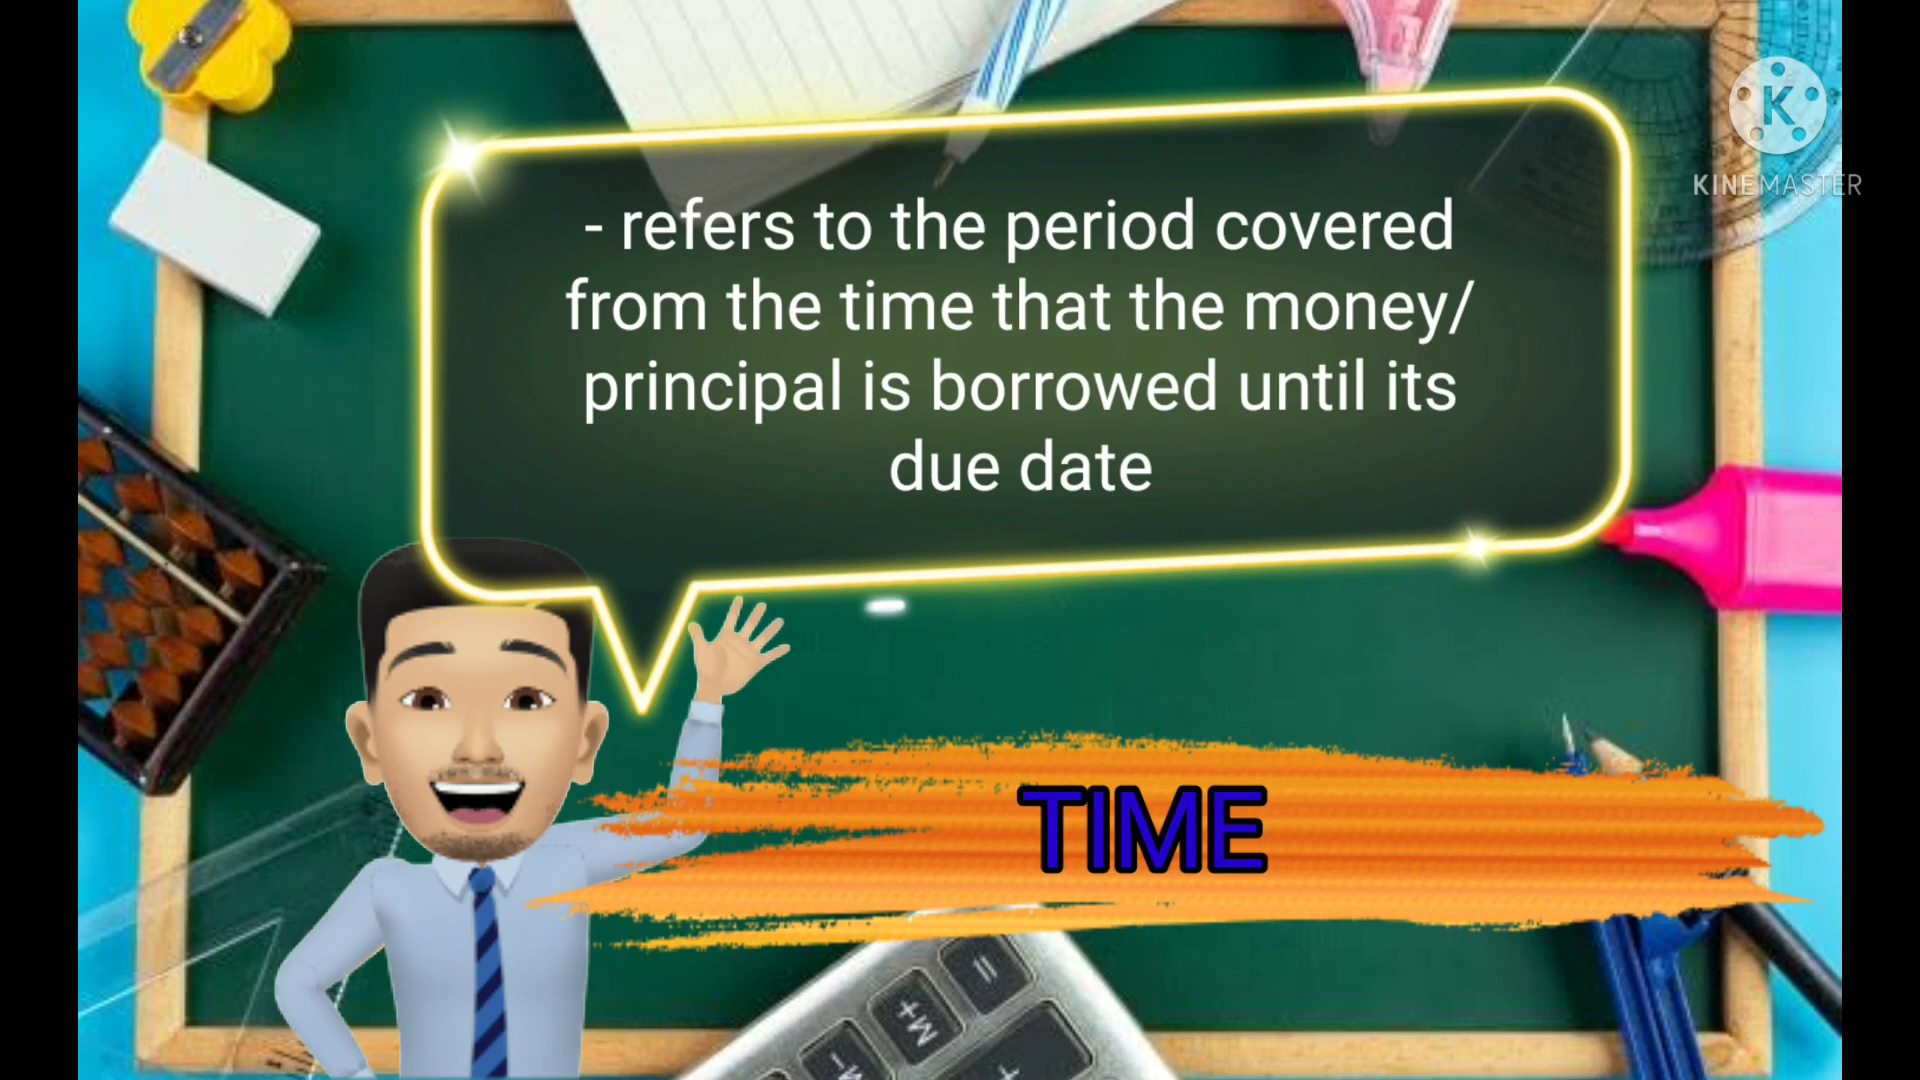 K
KINEMASTER
- refers to the period covered
from the time that the money/
principal is borrowed until its
due date
TIME
=
M+
M-
+